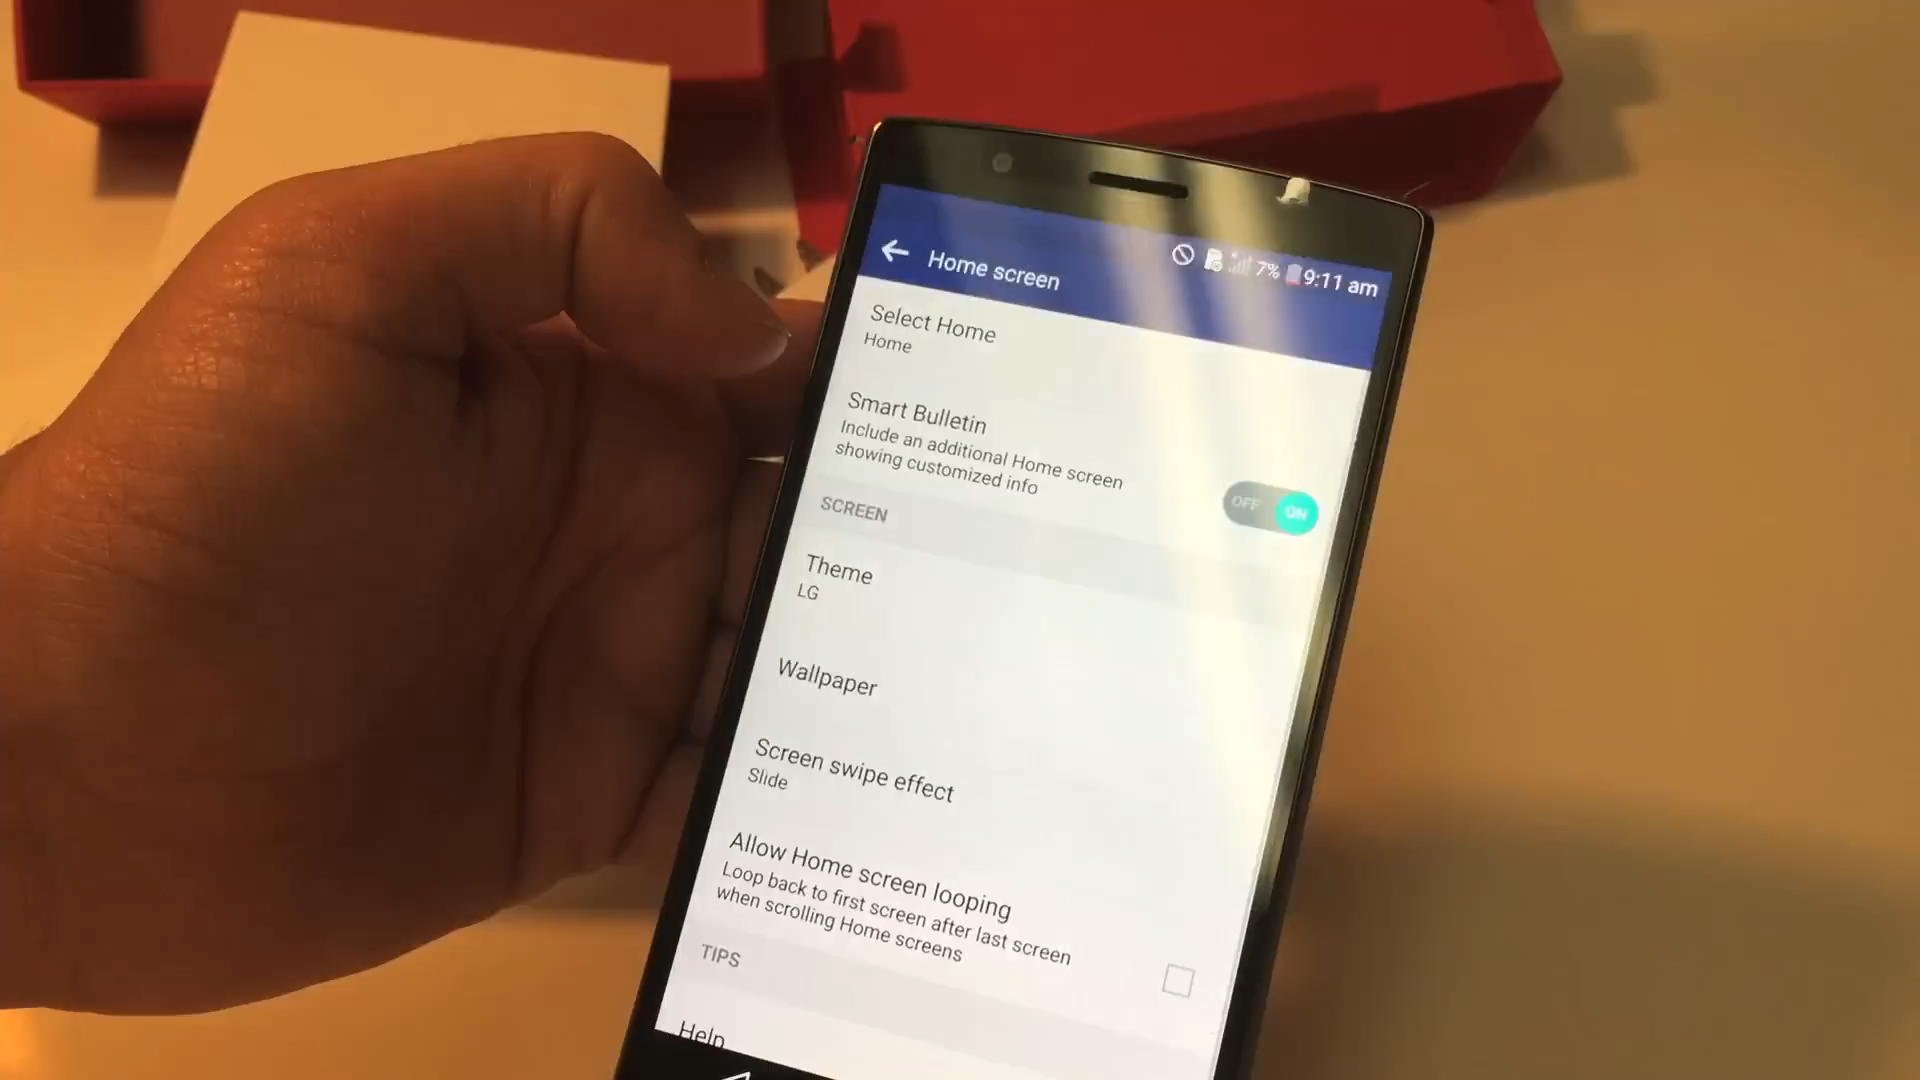 Home screen
7% 9:11 am
Select Home
Home
Smart Bulletin
Include an additional Home screen
showing customized info
OFF ON
SCREEN
Theme
LG
Wallpaper
Screen swipe effect
Slide
Allow Home screen looping
Loop back to first screen after last screen
when scrolling Home screens
TIPS
Help